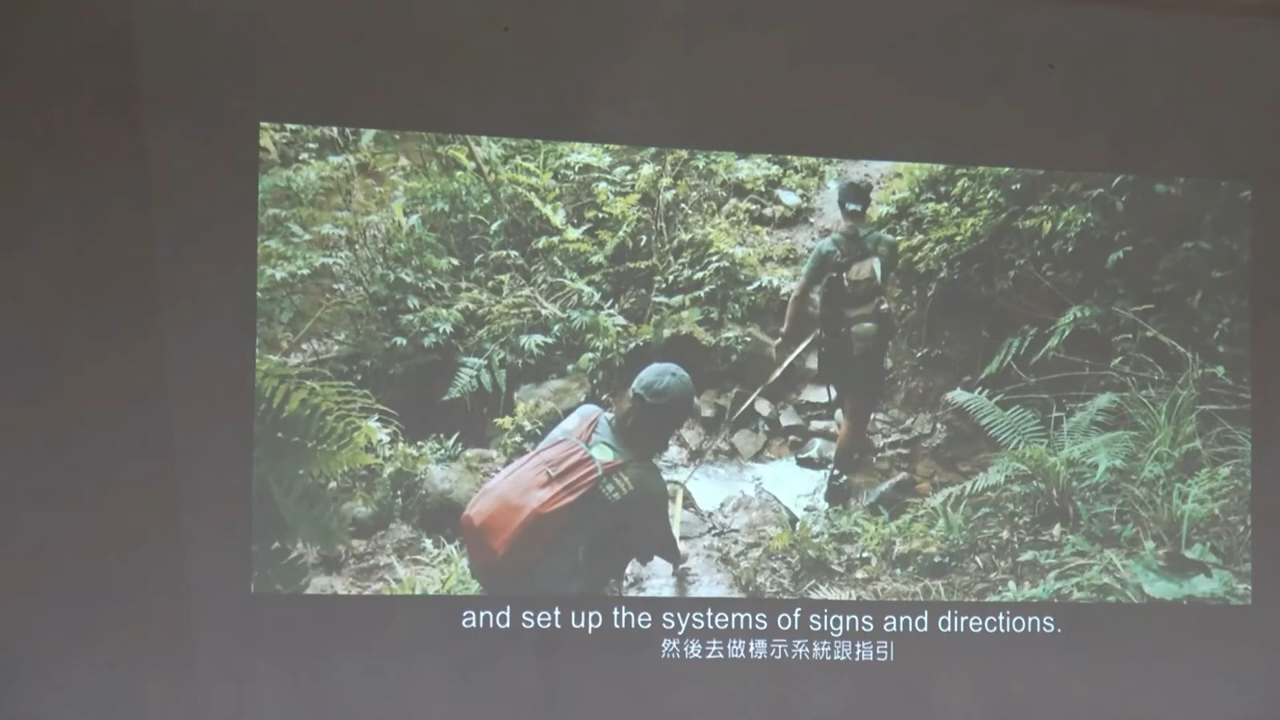 and set up the systems of signs and directions.
然後去做標示系統跟指引